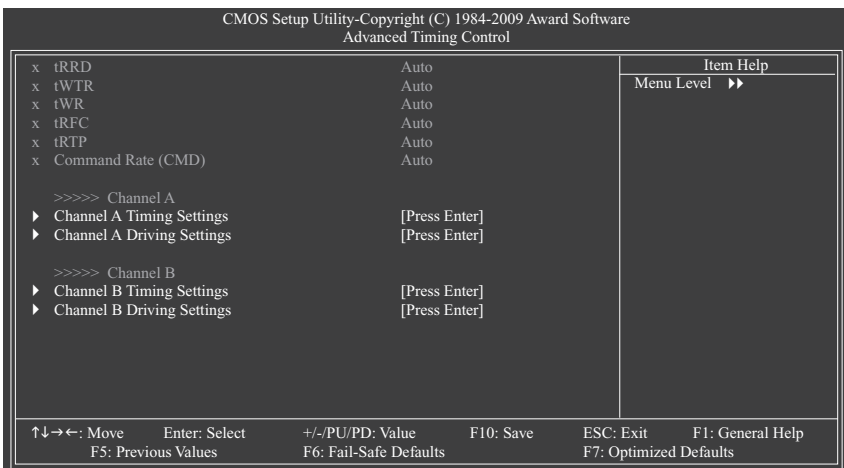 CMOS Setup Utility-Copyright (C) 1984-2009 Award Software
Advanced Timing Control
x tRRD Auto
x tWTR Auto
x tWR Auto
x tRFC Auto
x tRTP Auto
x Command Rate (CMD) Auto
>>>>> Channel A
Channel A Timing Settings [Press Enter]
Channel A Driving Settings [Press Enter]
>>>>> Channel B
Channel B Timing Settings [Press Enter]
Channel B Driving Settings [Press Enter]
Item Help
Menu Level
↑↓→←: Move Enter: Select +/-/PU/PD: Value F10: Save ESC: Exit F1: General Help
F5: Previous Values F6: Fail-Safe Defaults F7: Optimized Defaults